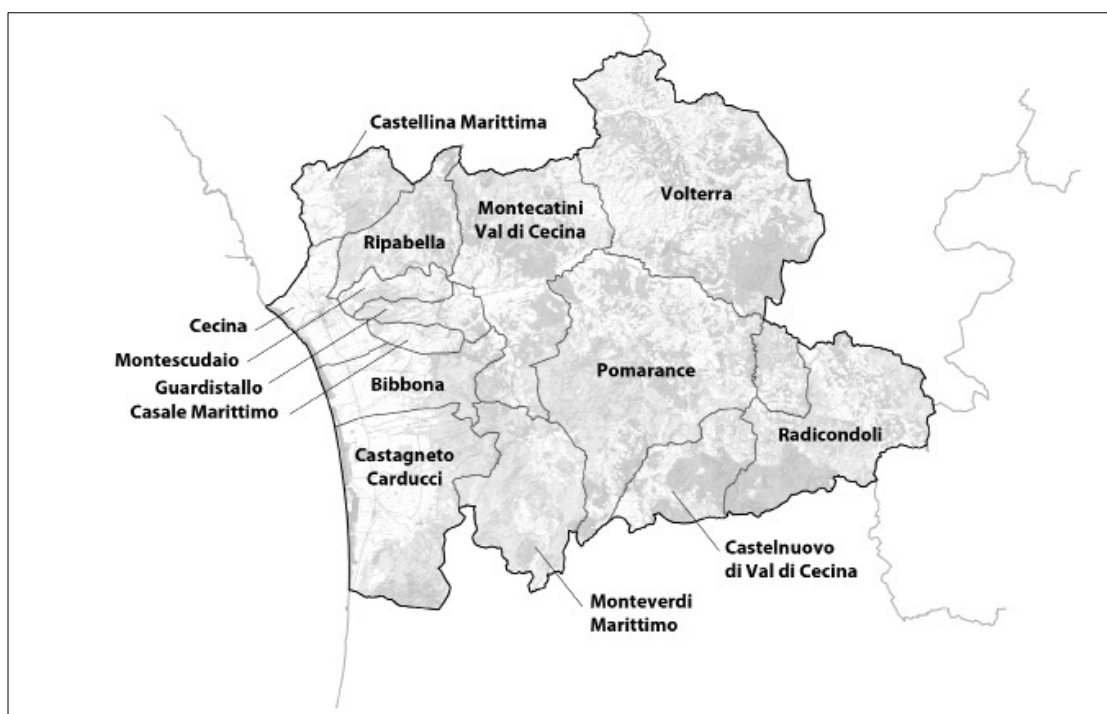 Castellina Marittima
Volterra
Montecatini
Val di Cecina
Ripabella
Cecina
Montescudaio
Guardistallo
Casale Marittimo
Bibbona
Pomarance
Radicondoli
Castagneto
Carducci
Castelnuovo
di Val di Cecina
Monteverdi
Marittimo